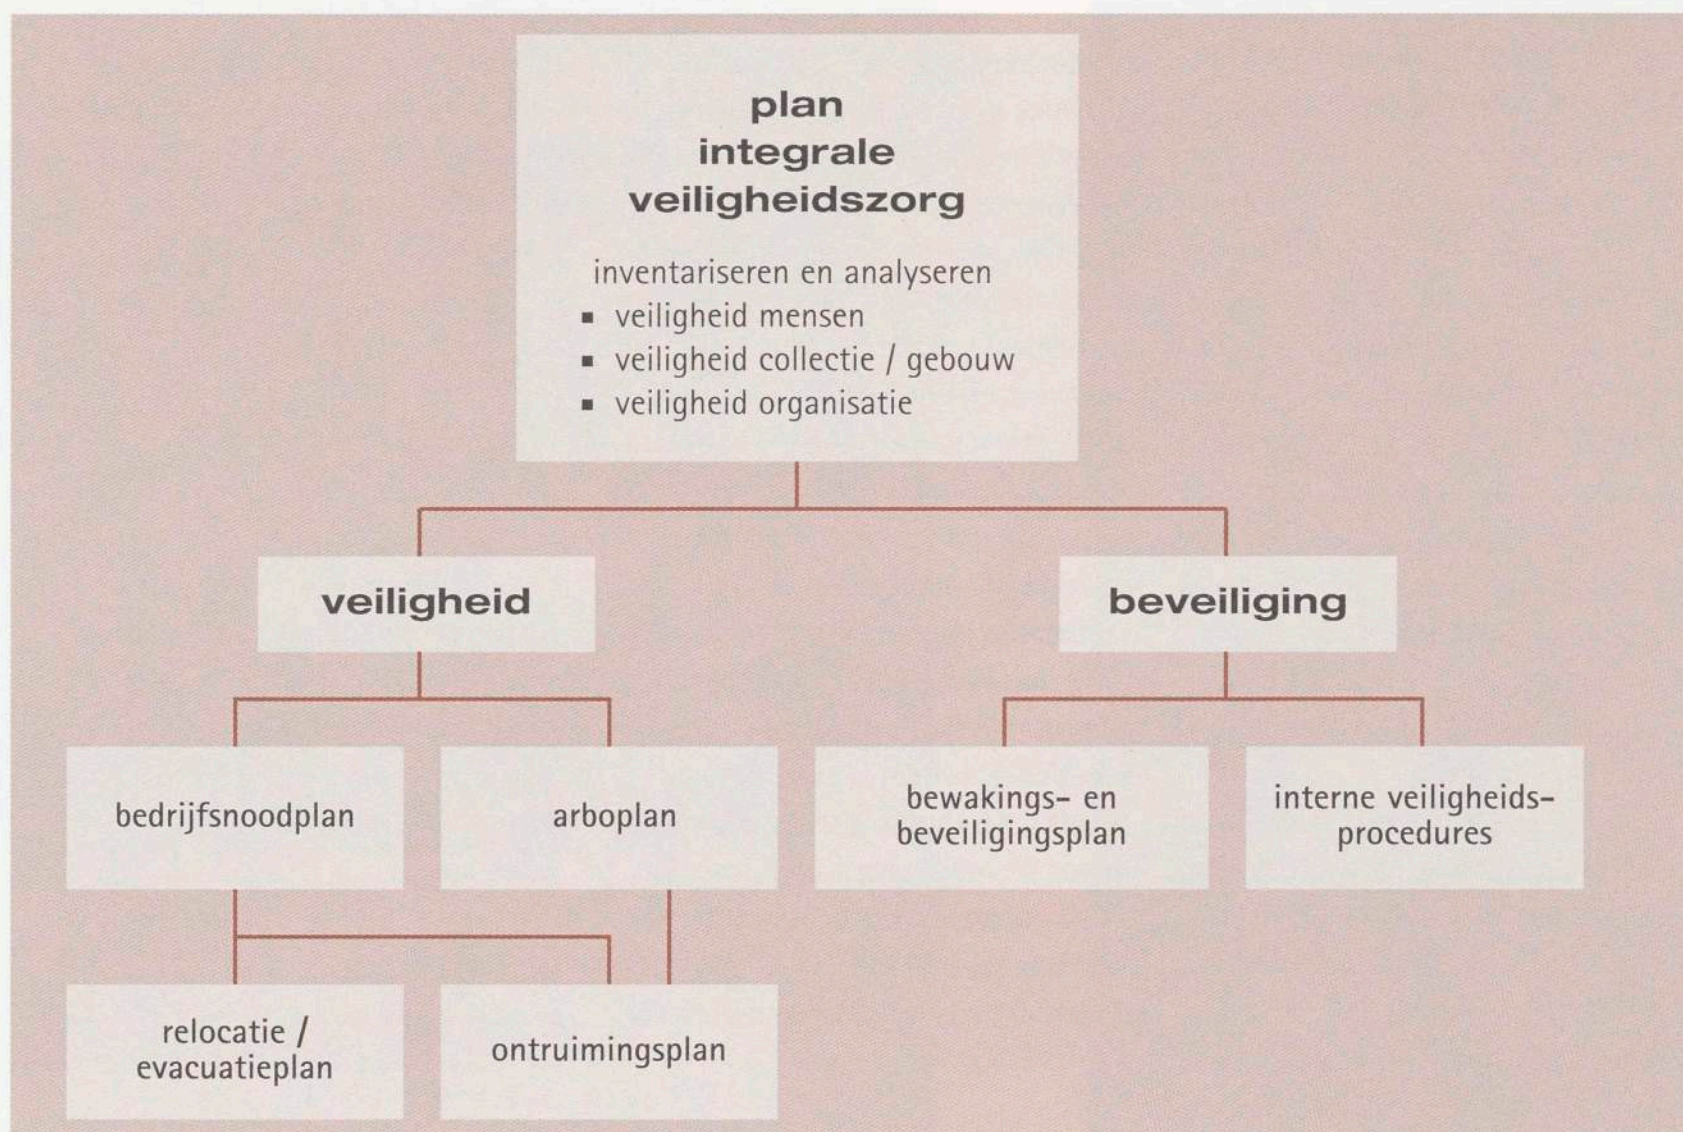 plan
integrale
veiligheidszorg
inventariseren en analyseren
▪ veiligheid mensen
▪ veiligheid collectie / gebouw
▪ veiligheid organisatie
veiligheid
beveiliging
bedrijfsnoodplan
arboplan
bewakings- en
beveiligingsplan
interne veiligheids-
procedures
relocatie /
evacuatieplan
ontruimingsplan